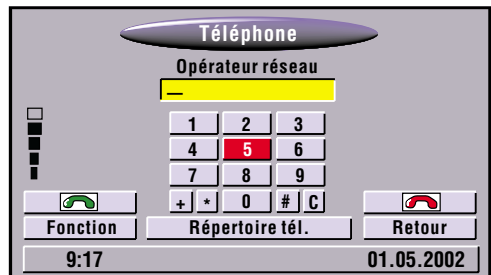 Téléphone
Opérateur réseau
_
1 2 3
4 5 6
7 8 9
+ * 0 # C
Fonction Répertoire tél. Retour
9:17 01.05.2002